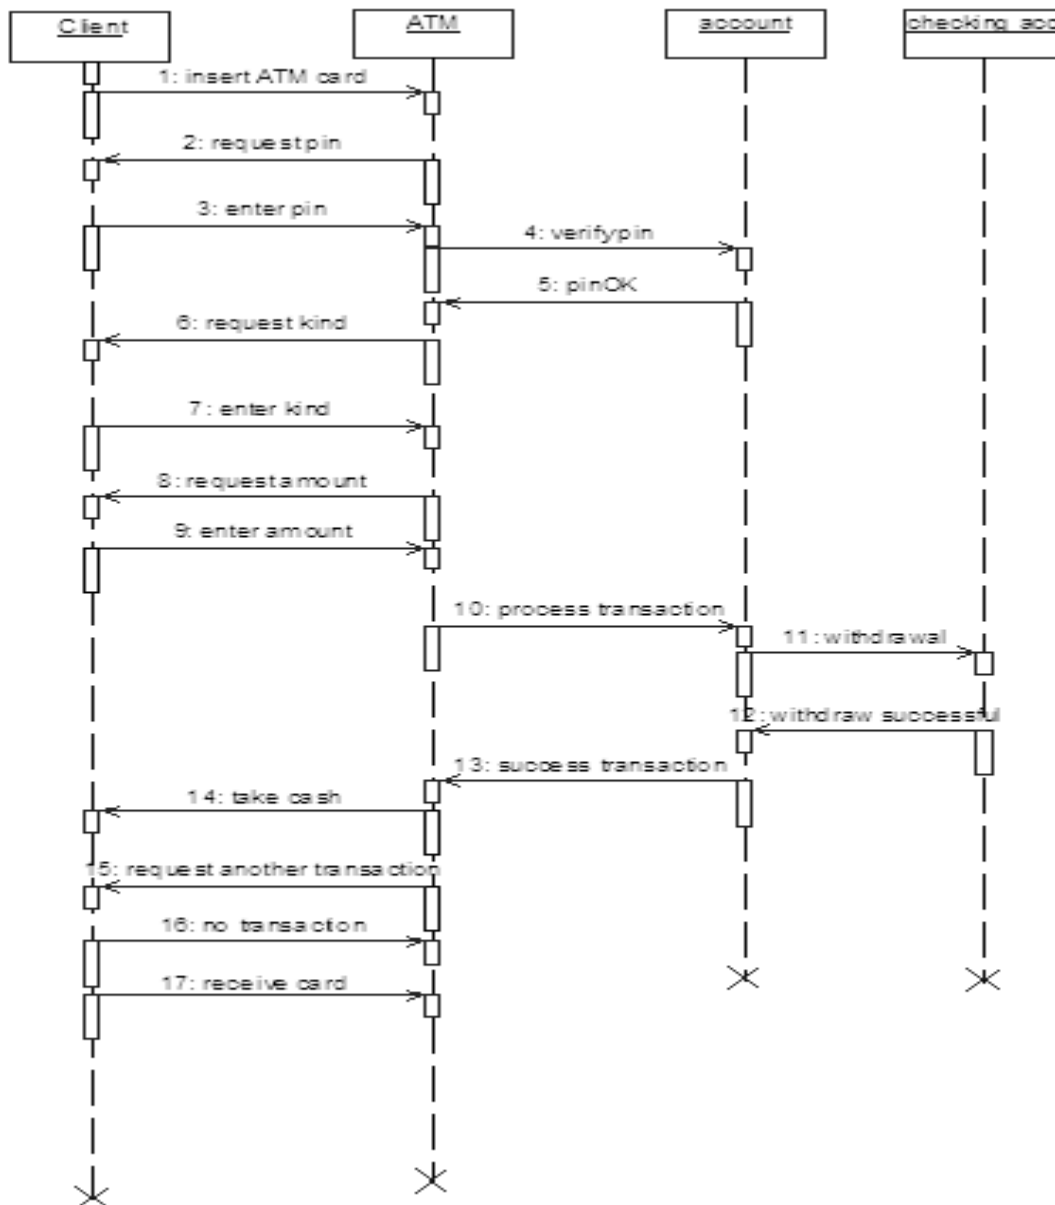 Client
ATM
account
checking acc
1: insert ATM card
2: request pin
3: enter pin
4: verify pin
5: pinOK
6: request kind
7: enter kind
8: request amount
9: enter amount
10: process transaction
11: withdrawal
12: withdraw successful
13: success transaction
14: take cash
15: request another transaction
16: no transaction
17: receive card